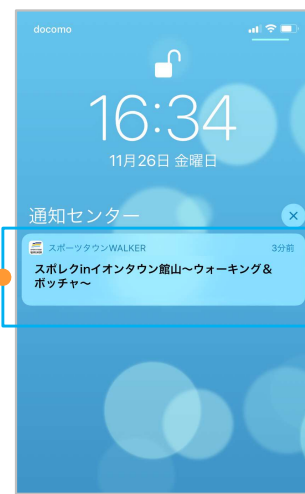 docomo
16:34
11月26日 金曜日
通知センター
スポーツタウンWALKER 3分前
スポレクinイオンタウン館山〜ウォーキング＆
ボッチャ〜